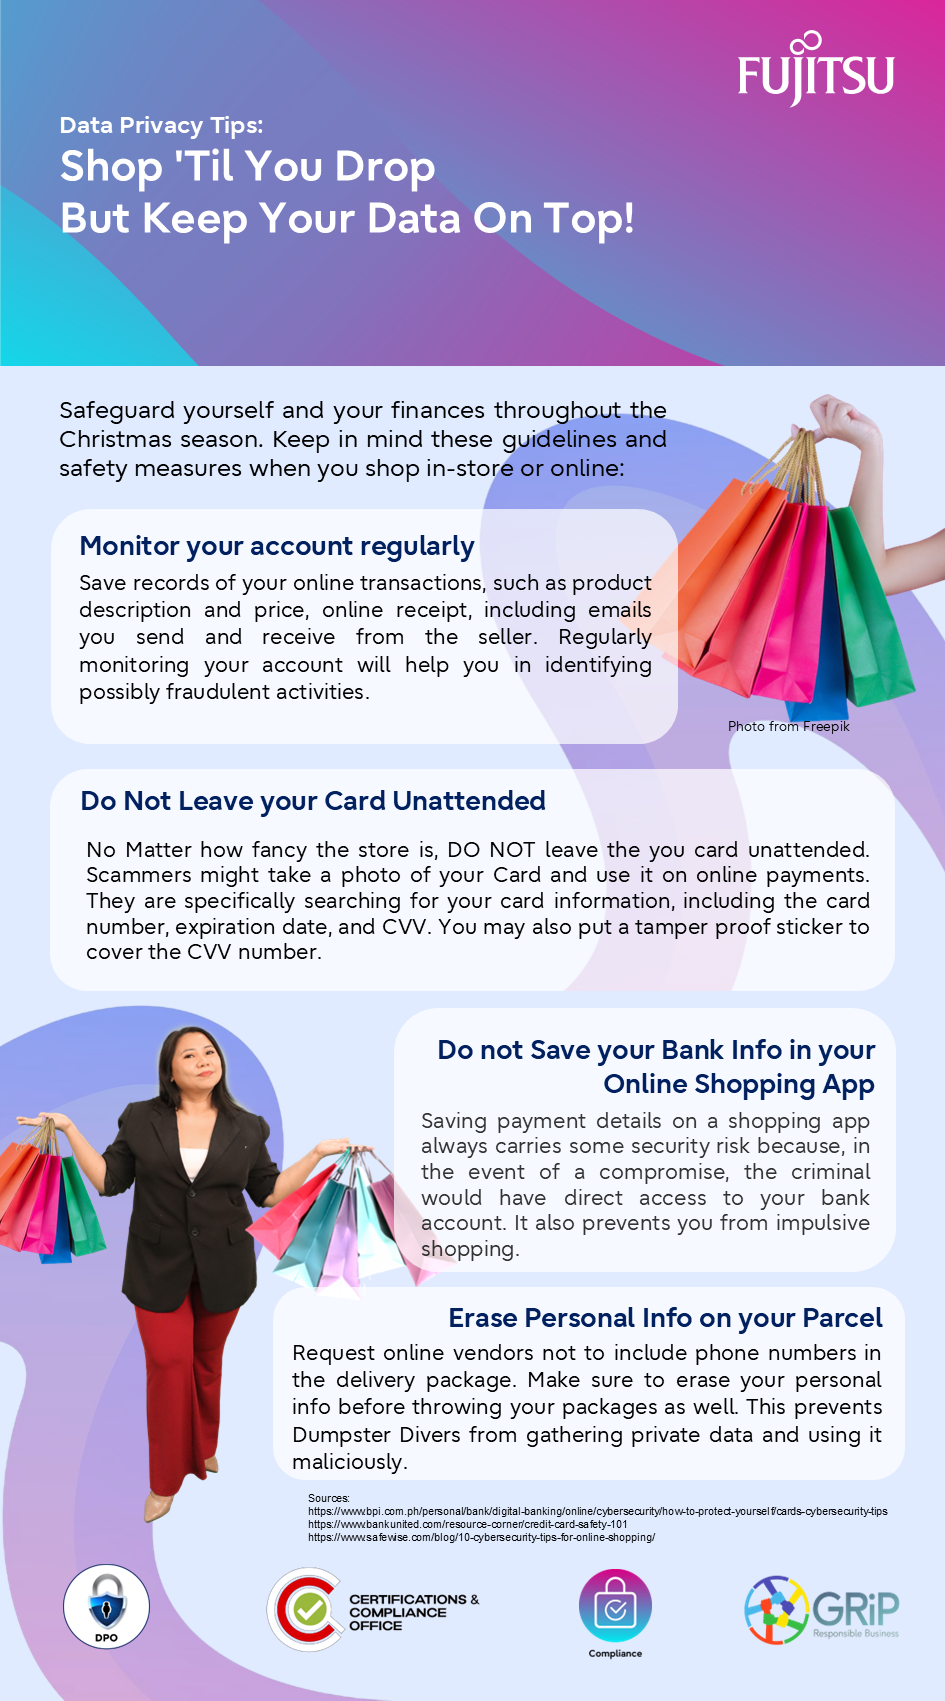 FUJITSU
Data Privacy Tips:
Shop 'Til You Drop
But Keep Your Data On Top!
Safeguard yourself and your finances throughout the
Christmas season. Keep in mind these guidelines and
safety measures when you shop in-store or online:
Monitor your account regularly
Save records of your online transactions, such as product
description and price, online receipt, including emails
you send and receive from the seller. Regularly
monitoring your account will help you in identifying
possibly fraudulent activities.
Photo from Freepik
Do Not Leave your Card Unattended
No Matter how fancy the store is, DO NOT leave the you card unattended.
Scammers might take a photo of your Card and use it on online payments.
They are specifically searching for your card information, including the card
number, expiration date, and CVV. You may also put a tamper proof sticker to
cover the CVV number.
Do not Save your Bank Info in your
Online Shopping App
Saving payment details on a shopping app
always carries some security risk because, in
the event of a compromise, the criminal
would have direct access to your bank
account. It also prevents you from impulsive
shopping.
Erase Personal Info on your Parcel
Request online vendors not to include phone numbers in
the delivery package. Make sure to erase your personal
info before throwing your packages as well. This prevents
Dumpster Divers from gathering private data and using it
maliciously.
Sources:
https://www.bpi.com.ph/personal/bank/digital-banking/online/cybersecurity/how-to-protect-yourself/cards-cybersecurity-tips
https://www.bankunited.com/resource-corner/credit-card-safety-101
https://www.safewise.com/blog/10-cybersecurity-tips-for-online-shopping/
DPO
CERTIFICATIONS &
COMPLIANCE
OFFICE
Compliance
GRiP
Responsible Business